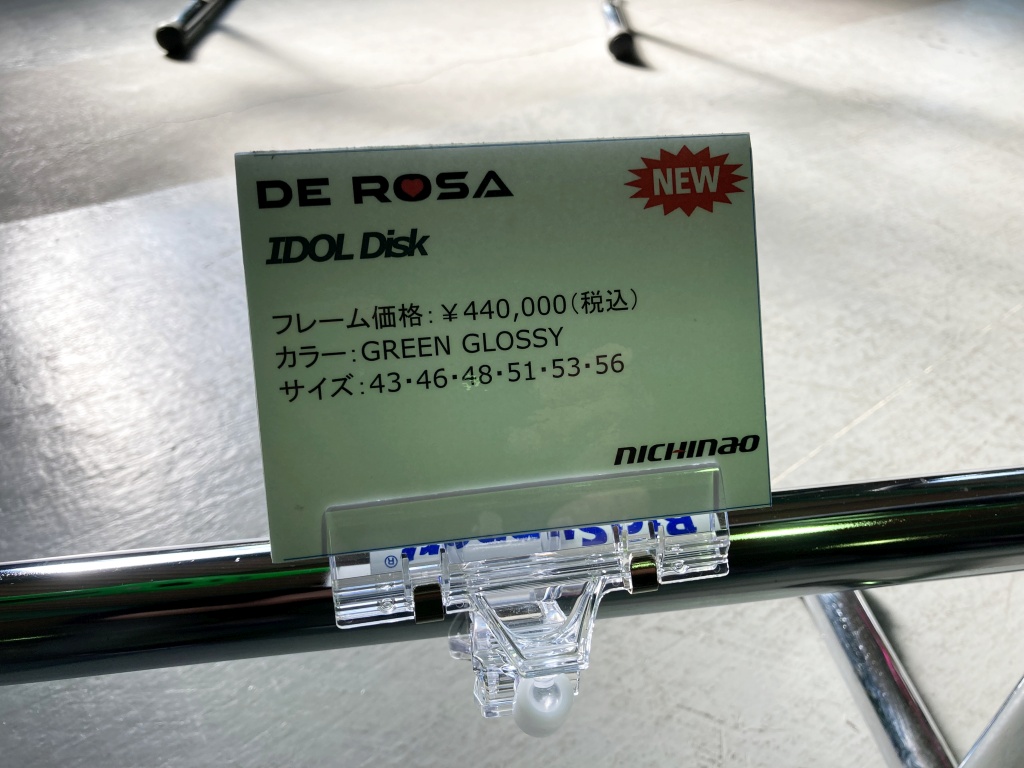 DE ROSA
NEW
IDOL Disk
フレーム価格:¥440,000(税込)
カラー:GREEN GLOSSY
サイズ:43・46・48・51・53・56
nichinao
®